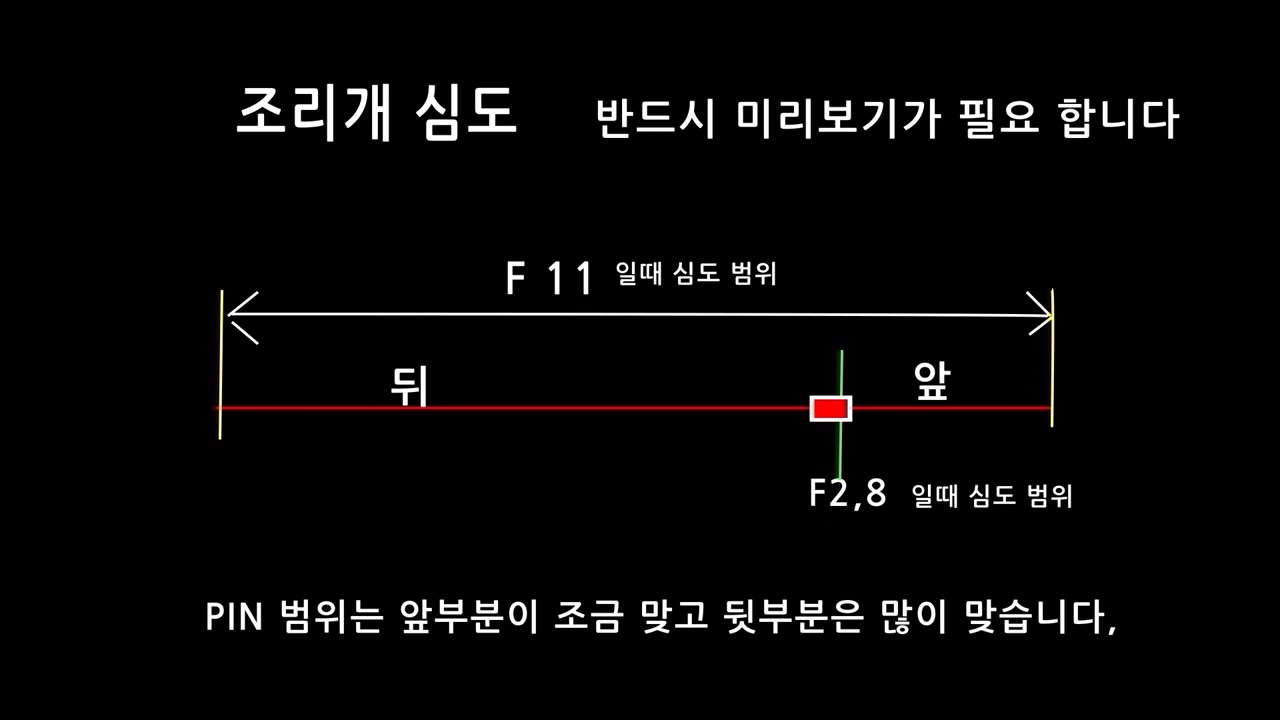 조리개 심도 반드시 미리보기가 필요 합니다
F 11 일때 심도 범위
뒤 앞
F2,8 일때 심도 범위
PIN 범위는 앞부분이 조금 맞고 뒷부분은 많이 맞습니다,